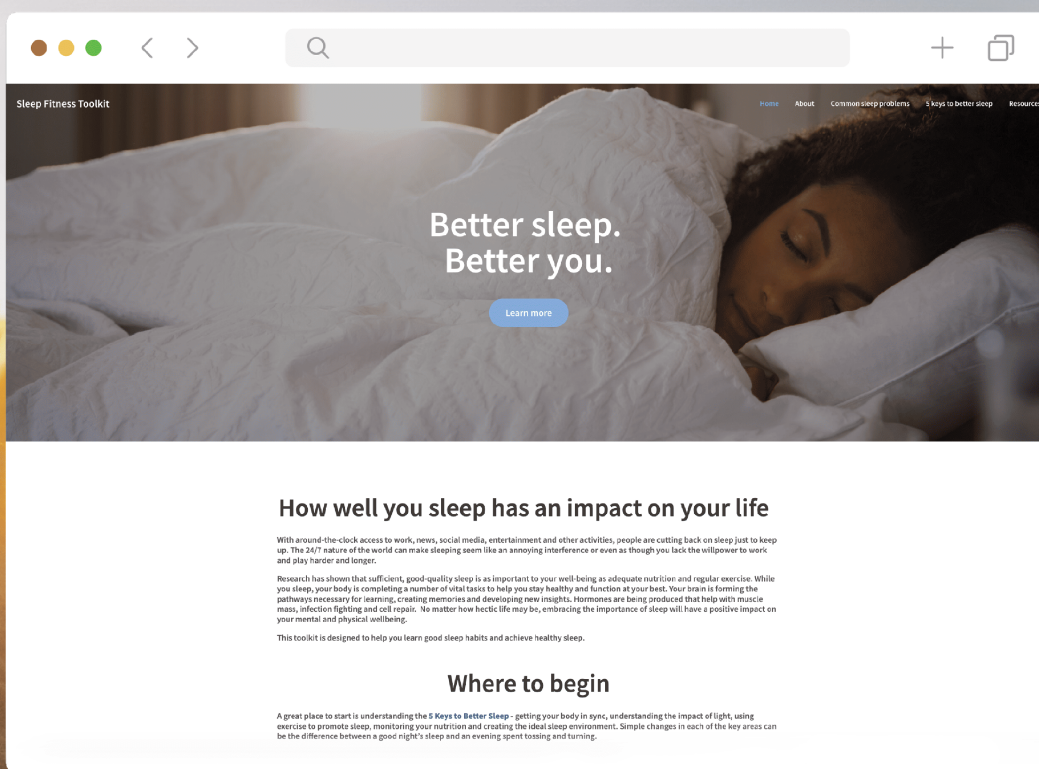 Sleep Fitness Toolkit
Home About Common sleep problems 5 keys to better sleep Resources
Better sleep.
Better you.
Learn more
How well you sleep has an impact on your life
With around-the-clock access to work, news, social media, entertainment and other activities, people are cutting back on sleep just to keep
up. The 24/7 nature of the world can make sleeping seem like an annoying interference or even as though you lack the willpower to work
and play harder and longer.
Research has shown that sufficient, good-quality sleep is as important to your well-being as adequate nutrition and regular exercise. While
you sleep, your body is completing a number of vital tasks to help you stay healthy and function at your best. Your brain is forming the
pathways necessary for learning, creating memories and developing new insights. Hormones are being produced that help with muscle
mass, infection fighting and cell repair. No matter how hectic life may be, embracing the importance of sleep will have a positive impact on
your mental and physical wellbeing.
This toolkit is designed to help you learn good sleep habits and achieve healthy sleep.
Where to begin
A great place to start is understanding the 5 Keys to Better Sleep - getting your body in sync, understanding the impact of light, using
exercise to promote sleep, monitoring your nutrition and creating the ideal sleep environment. Simple changes in each of the key areas can
be the difference between a good night's sleep and an evening spent tossing and turning.